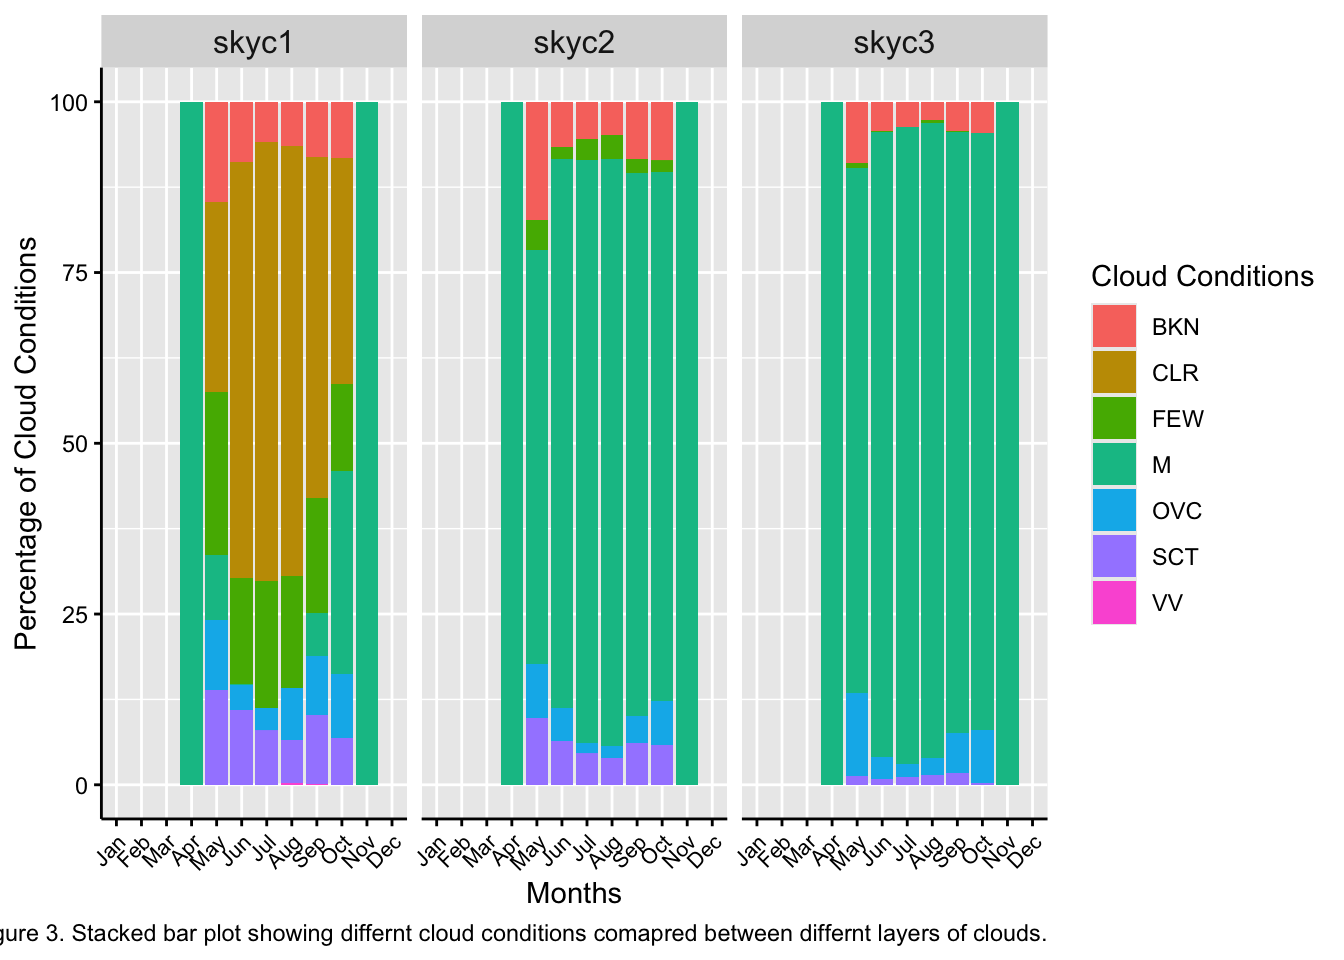 skyc1 skyc2 skyc3
Percentage of Cloud Conditions
100
75
50
25
0
Jan Feb Mar Apr May Jun Jul Aug Sep Oct Nov Dec Jan Feb Mar Apr May Jun Jul Aug Sep Oct Nov Dec Jan Feb Mar Apr May Jun Jul Aug Sep Oct Nov Dec
Months
Cloud Conditions
BKN
CLR
FEW
M
OVC
SCT
VV
gure 3. Stacked bar plot showing differnt cloud conditions comapred between differnt layers of clouds.